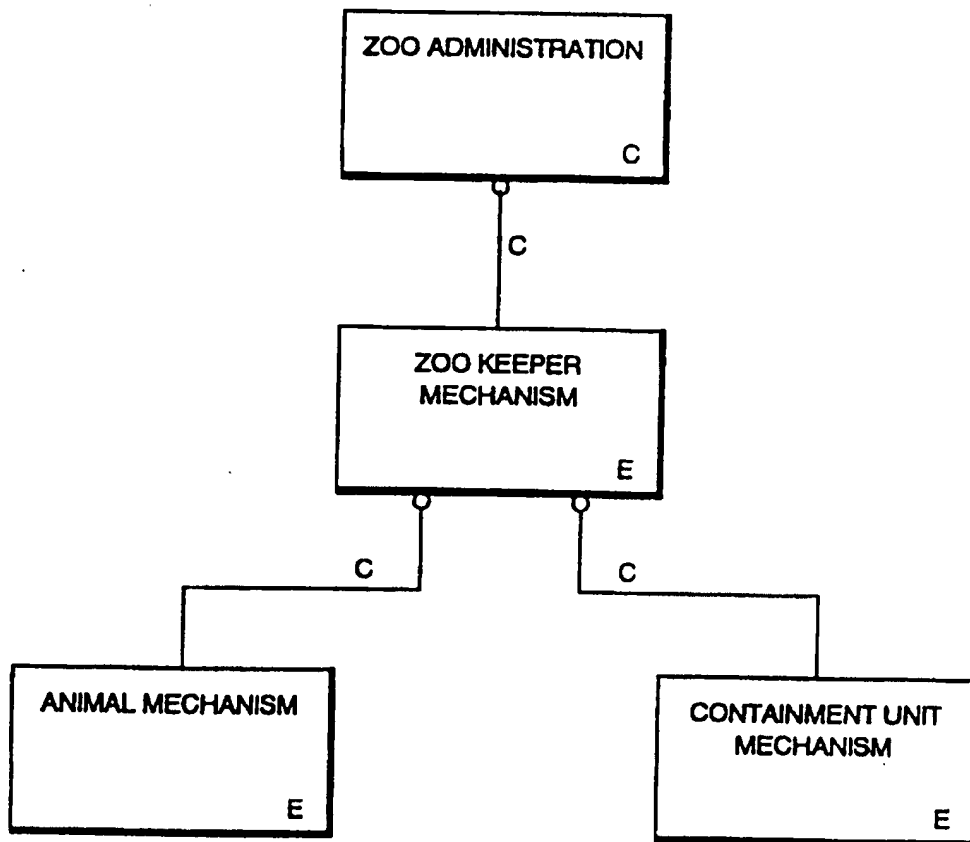 ZOO ADMINISTRATION
C
C
ZOO KEEPER
MECHANISM
E
C
C
ANIMAL MECHANISM
E
CONTAINMENT UNIT
MECHANISM
E